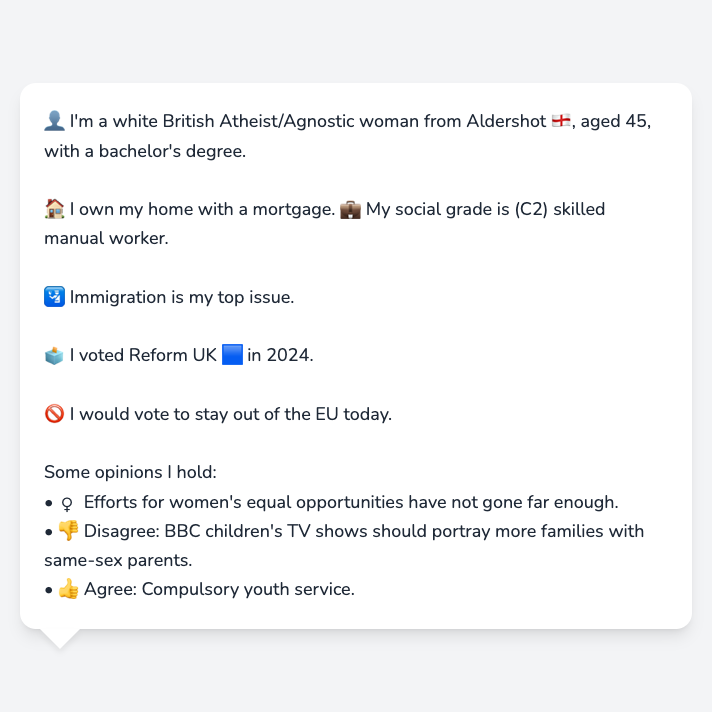 👤 I'm a white British Atheist/Agnostic woman from Aldershot 🏴󠁧󠁢󠁥󠁮󠁧󠁿, aged 45,
with a bachelor's degree.
🏠 I own my home with a mortgage. 💼 My social grade is (C2) skilled
manual worker.
🛂 Immigration is my top issue.
🗳️ I voted Reform UK 🟦 in 2024.
🚫 I would vote to stay out of the EU today.
Some opinions I hold:
• ♀ Efforts for women's equal opportunities have not gone far enough.
• 👎 Disagree: BBC children's TV shows should portray more families with
same-sex parents.
• 👍 Agree: Compulsory youth service.